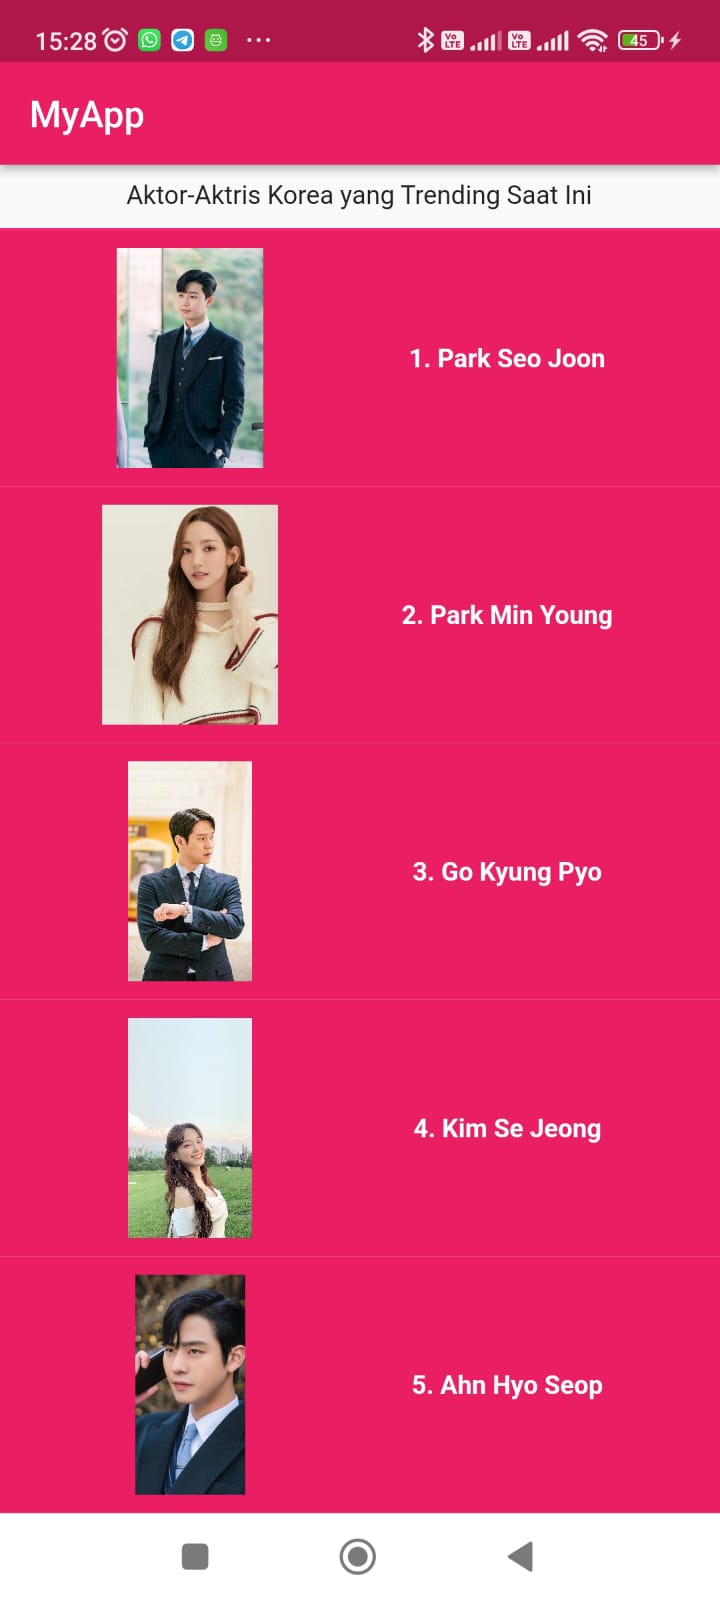 15:28
Vo
LTE
Vo
LTE
45
MyApp
Aktor-Aktris Korea yang Trending Saat Ini
1. Park Seo Joon
2. Park Min Young
3. Go Kyung Pyo
4. Kim Se Jeong
5. Ahn Hyo Seop